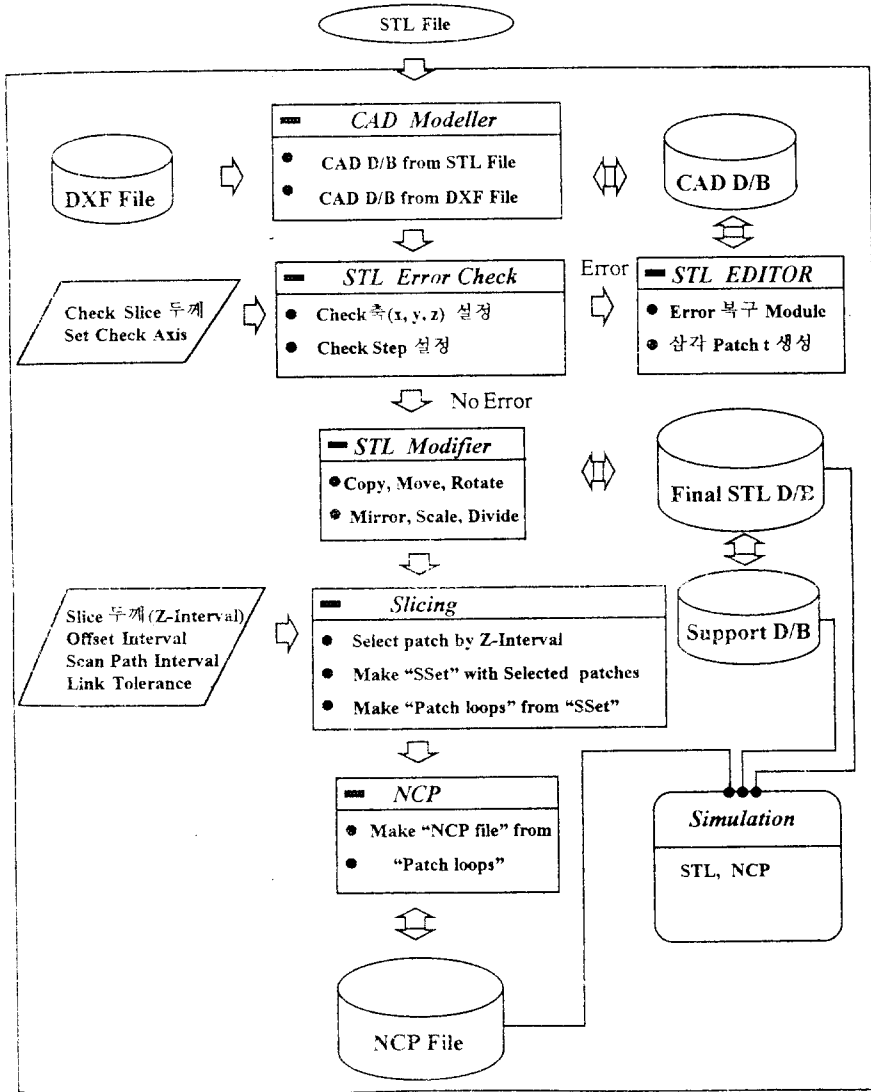 STL File
CAD Modeller
CAD D/B from STL File
CAD D/B from DXF File
DXF File
CAD D/B
STL Error Check
Check축(x, y, z) 설정
Check Step 설정
Check Slice 두께
Set Check Axis
Error
STL EDITOR
Error 복구 Module
삼각 Patch t 생성
No Error
STL Modifier
Copy, Move, Rotate
Mirror, Scale, Divide
Final STL D/B
Support D/B
Slice 두께(Z-Interval)
Offset Interval
Scan Path Interval
Link Tolerance
Slicing
Select patch by Z-Interval
Make “SSet” with Selected patches
Make “Patch loops” from “SSet”
NCP
Make “NCP file” from
“Patch loops”
Simulation
STL, NCP
NCP File